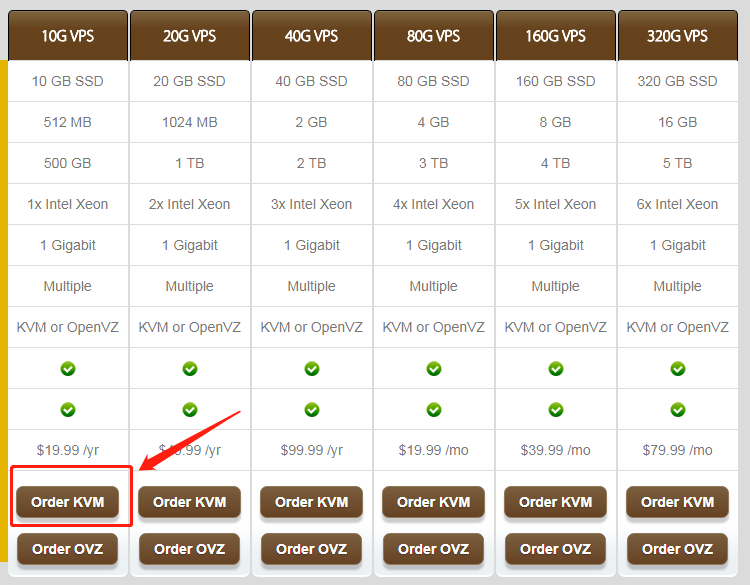 10G VPS 20G VPS 40G VPS 80G VPS 160G VPS 320G VPS
10 GB SSD 20 GB SSD 40 GB SSD 80 GB SSD 160 GB SSD 320 GB SSD
512 MB 1024 MB 2 GB 4 GB 8 GB 16 GB
500 GB 1 TB 2 TB 3 TB 4 TB 5 TB
1x Intel Xeon 2x Intel Xeon 3x Intel Xeon 4x Intel Xeon 5x Intel Xeon 6x Intel Xeon
1 Gigabit 1 Gigabit 1 Gigabit 1 Gigabit 1 Gigabit 1 Gigabit
Multiple Multiple Multiple Multiple Multiple Multiple
KVM or OpenVZ KVM or OpenVZ KVM or OpenVZ KVM or OpenVZ KVM or OpenVZ KVM or OpenVZ
$19.99 /yr /yr $99.99 /yr $19.99 /mo $39.99 /mo $79.99 /mo
Order KVM Order KVM Order KVM Order KVM Order KVM Order KVM
Order OVZ Order OVZ Order OVZ Order OVZ Order OVZ Order OVZ